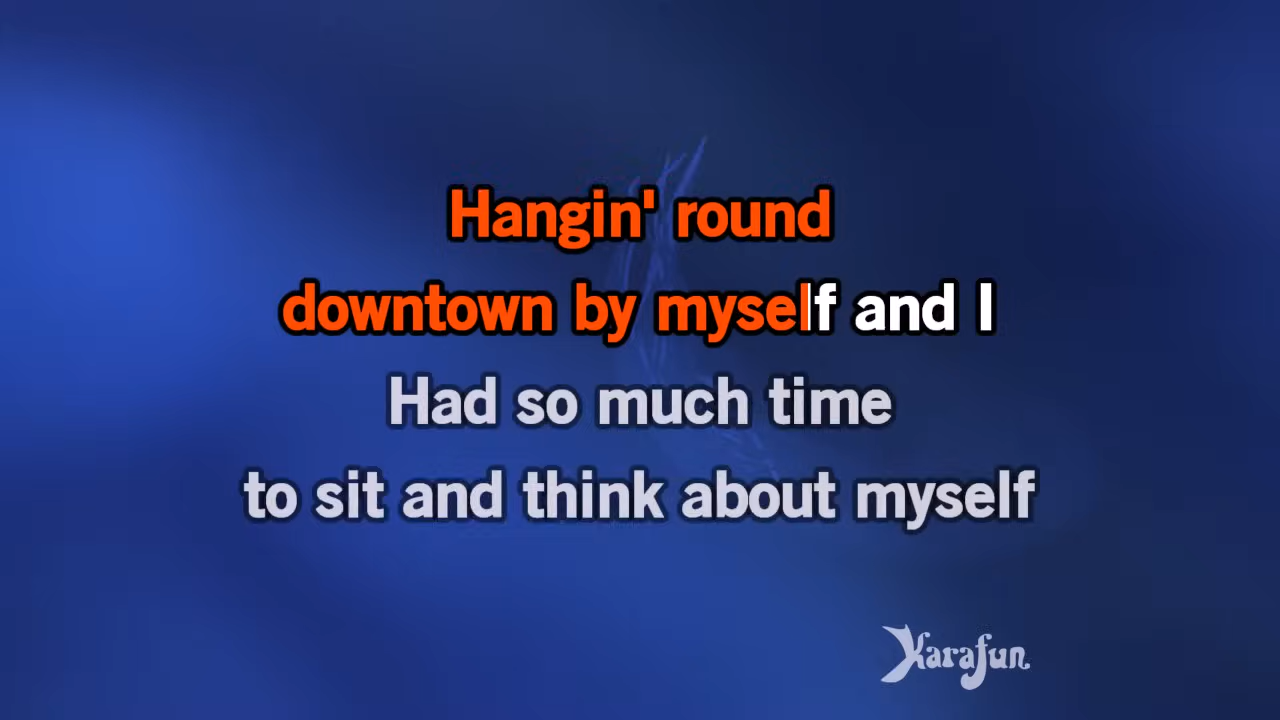 Hangin' round
downtown by myself and I
Had so much time
to sit and think about myself
Karafun